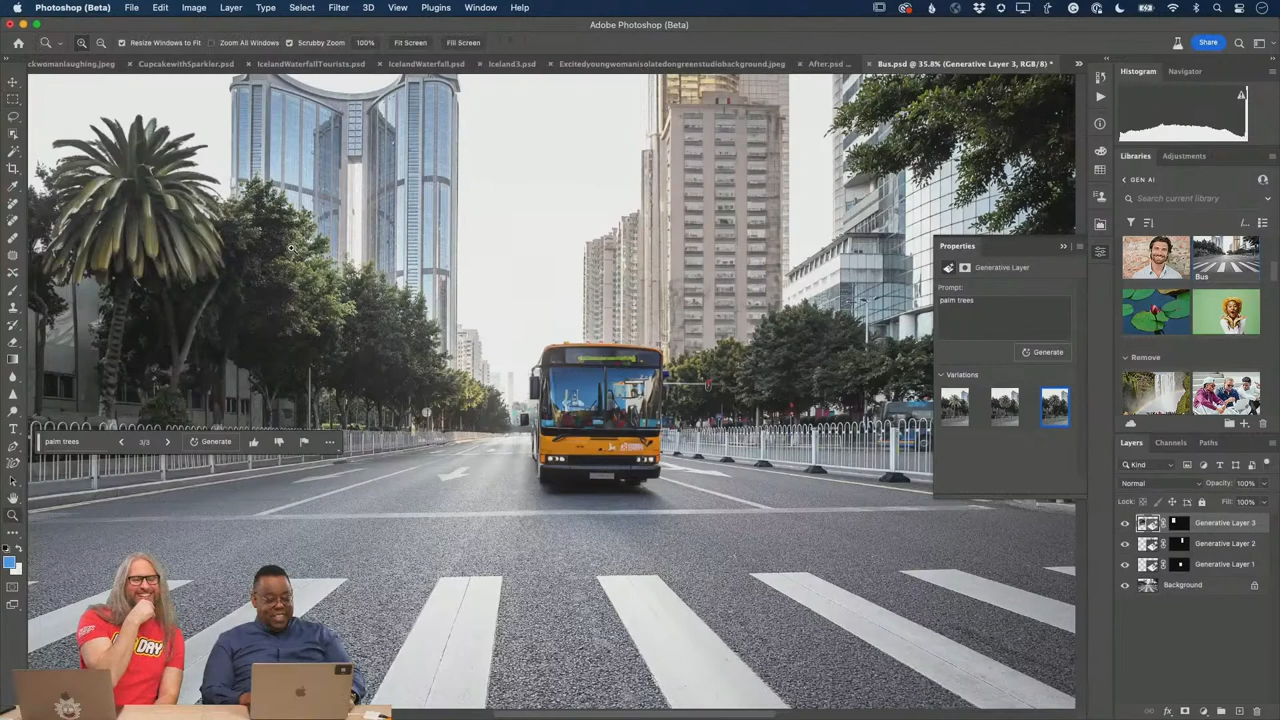 Photoshop (Beta) File Edit Image Layer Type Select Filter 3D View Plugins Window Help
Adobe Photoshop (Beta)
Resize Windows to Fit Zoom All Windows Scrubby Zoom 100% Fit Screen Fill Screen Share
ckwomanlaughing.jpeg CupcakewithSparkler.psd IcelandWaterfallTourists.psd IcelandWaterfall.psd Iceland3.psd Excitedyoungwomanisolatedongreenstudiobackground.jpeg After.psd ... Bus.psd @ 35.8% (Generative Layer 3, RGB/8) *
Histogram Navigator
Libraries Adjustments
GEN AI
Search current library
Bus
Properties
Generative Layer
Prompt:
palm trees
Generate
Variations
Remove
palm trees 3/3 Generate
Layers Channels Paths
Kind
Normal Opacity: 100%
Lock: Fill: 100%
Generative Layer 3
Generative Layer 2
Generative Layer 1
Background
DAY